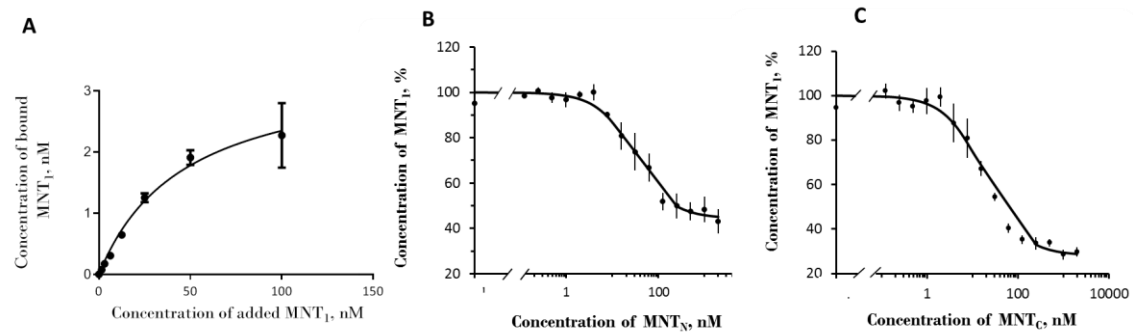 A
B
C
Concentration of bound
MNT1, nM
3
2
1
0
0
50
100
150
Concentration of added MNT1, nM
Concentration of MNT1, %
120
100
80
60
40
20
1
100
Concentration of MNTN, nM
Concentration of MNT1, %
120
100
80
60
40
20
1
100
10000
Concentration of MNTC, nM